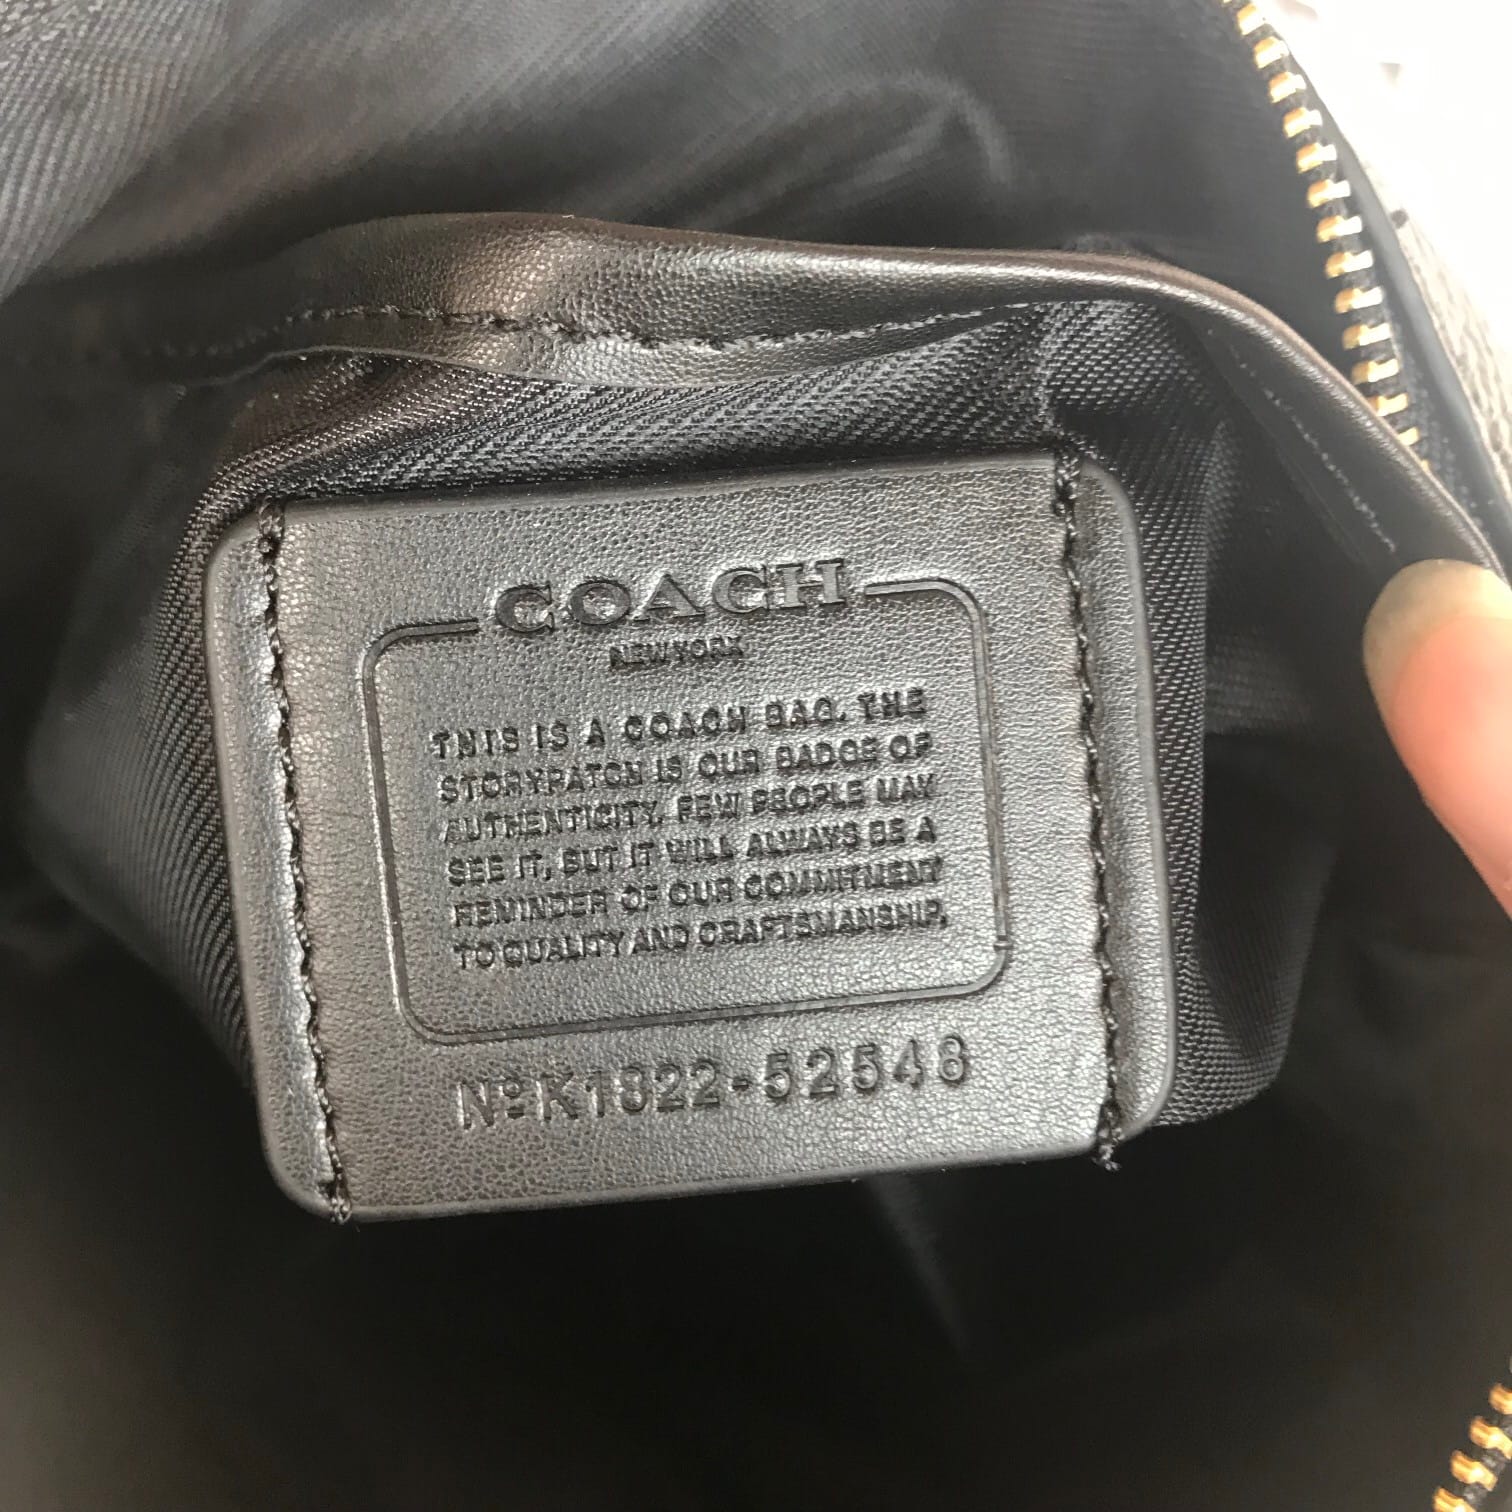 COACH
NEW YORK
THIS IS A COACH BAG. THE
STORYPATCH IS OUR BADGE OF
AUTHENTICITY. FEW PEOPLE MAY
SEE IT, BUT IT WILL ALWAYS BE A
REMINDER OF OUR COMMITMENT
TO QUALITY AND CRAFTSMANSHIP.
NºK1822-52548